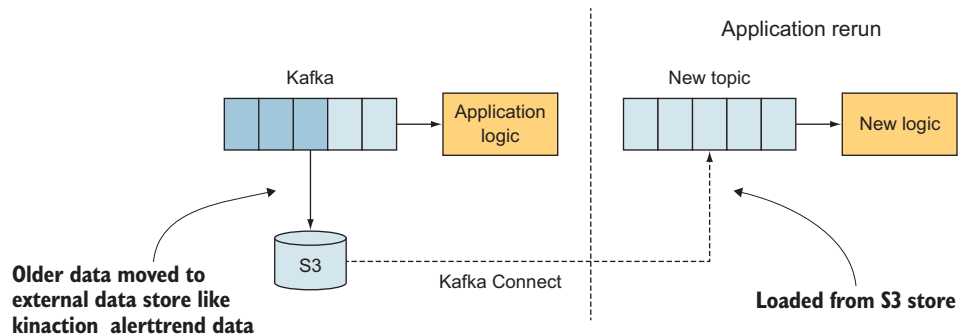 Application rerun
Kafka
New topic
Application
logic
New logic
S3
Kafka Connect
Older data moved to
external data store like
kinaction_alerttrend data
Loaded from S3 store